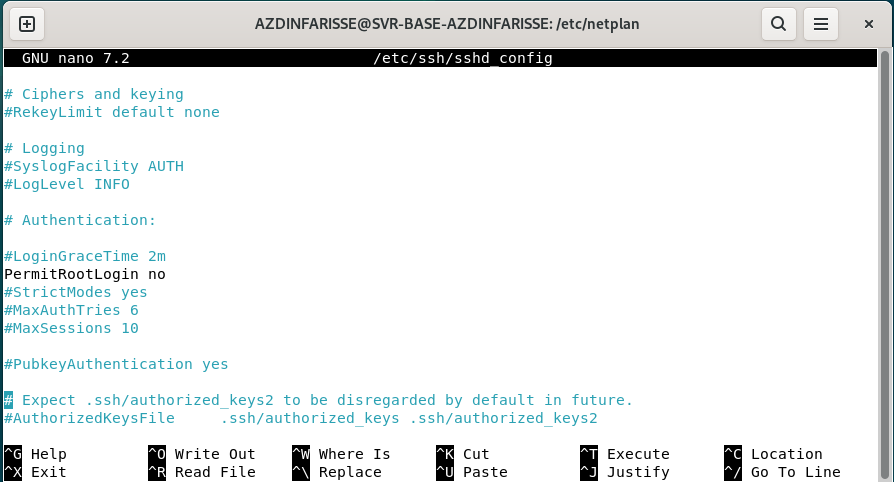 AZDINFARISSE@SVR-BASE-AZDINFARISSE: /etc/netplan
GNU nano 7.2 /etc/ssh/sshd_config
# Ciphers and keying
#RekeyLimit default none
# Logging
#SyslogFacility AUTH
#LogLevel INFO
# Authentication:
#LoginGraceTime 2m
PermitRootLogin no
#StrictModes yes
#MaxAuthTries 6
#MaxSessions 10
#PubkeyAuthentication yes
# Expect .ssh/authorized_keys2 to be disregarded by default in future.
#AuthorizedKeysFile .ssh/authorized_keys .ssh/authorized_keys2
^G Help ^O Write Out ^W Where Is ^K Cut ^T Execute ^C Location
^X Exit ^R Read File ^\ Replace ^U Paste ^J Justify ^/ Go To Line